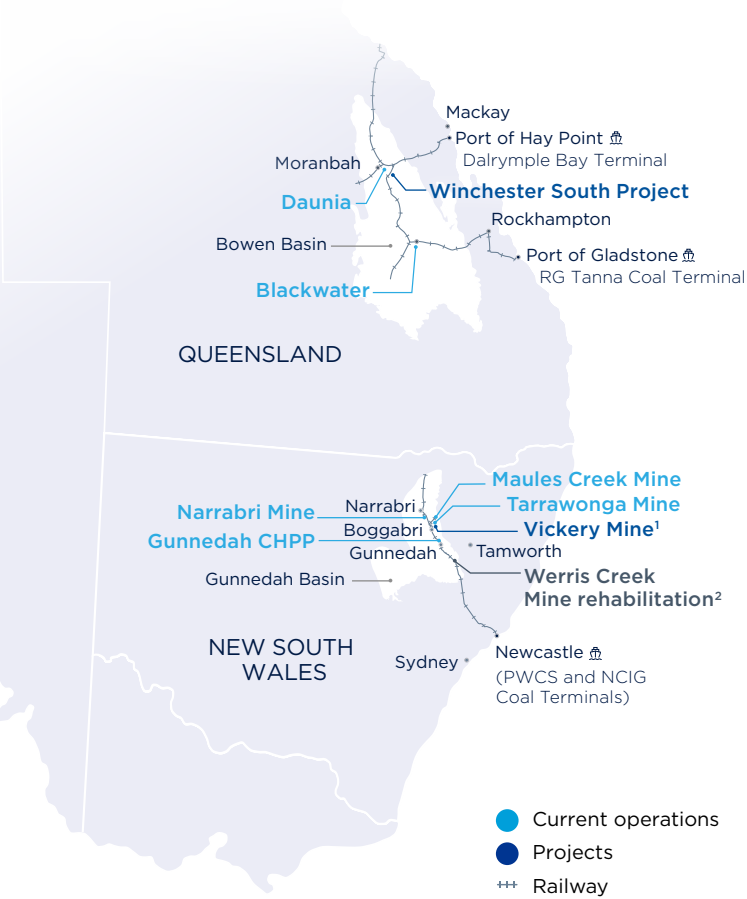 Mackay
Port of Hay Point
Dalrymple Bay Terminal
Moranbah
Winchester South Project
Daunia
Rockhampton
Bowen Basin
Port of Gladstone
RG Tanna Coal Terminal
Blackwater
QUEENSLAND
Maules Creek Mine
Narrabri
Tarrawonga Mine
Narrabri Mine
Boggabri
Vickery Mine¹
Gunnedah CHPP
Gunnedah
Tamworth
Gunnedah Basin
Werris Creek
Mine rehabilitation²
NEW SOUTH
WALES
Sydney
Newcastle
(PWCS and NCIG
Coal Terminals)
Current operations
Projects
Railway